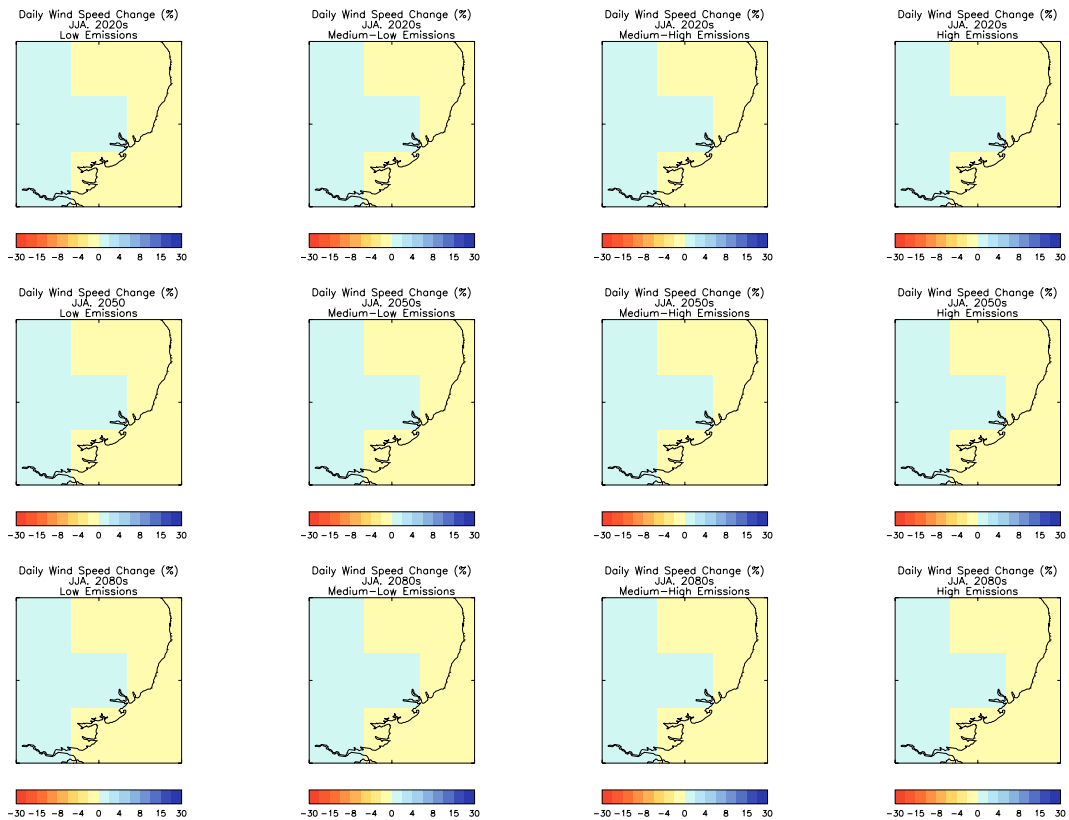 Daily Wind Speed Change (%)
JJA. 2020s
Low Emissions
-30 -15 -8 -4 0 4 8 15 30
Daily Wind Speed Change (%)
JJA. 2020s
Medium-Low Emissions
-30 -15 -8 -4 0 4 8 15 30
Daily Wind Speed Change (%)
JJA. 2020s
Medium-High Emissions
-30 -15 -8 -4 0 4 8 15 30
Daily Wind Speed Change (%)
JJA. 2020s
High Emissions
-30 -15 -8 -4 0 4 8 15 30
Daily Wind Speed Change (%)
JJA. 2050
Low Emissions
-30 -15 -8 -4 0 4 8 15 30
Daily Wind Speed Change (%)
JJA. 2050s
Medium-Low Emissions
-30 -15 -8 -4 0 4 8 15 30
Daily Wind Speed Change (%)
JJA. 2050s
Medium-High Emissions
-30 -15 -8 -4 0 4 8 15 30
Daily Wind Speed Change (%)
JJA. 2050s
High Emissions
-30 -15 -8 -4 0 4 8 15 30
Daily Wind Speed Change (%)
JJA. 2080s
Low Emissions
-30 -15 -8 -4 0 4 8 15 30
Daily Wind Speed Change (%)
JJA. 2080s
Medium-Low Emissions
-30 -15 -8 -4 0 4 8 15 30
Daily Wind Speed Change (%)
JJA. 2080s
Medium-High Emissions
-30 -15 -8 -4 0 4 8 15 30
Daily Wind Speed Change (%)
JJA. 2080s
High Emissions
-30 -15 -8 -4 0 4 8 15 30